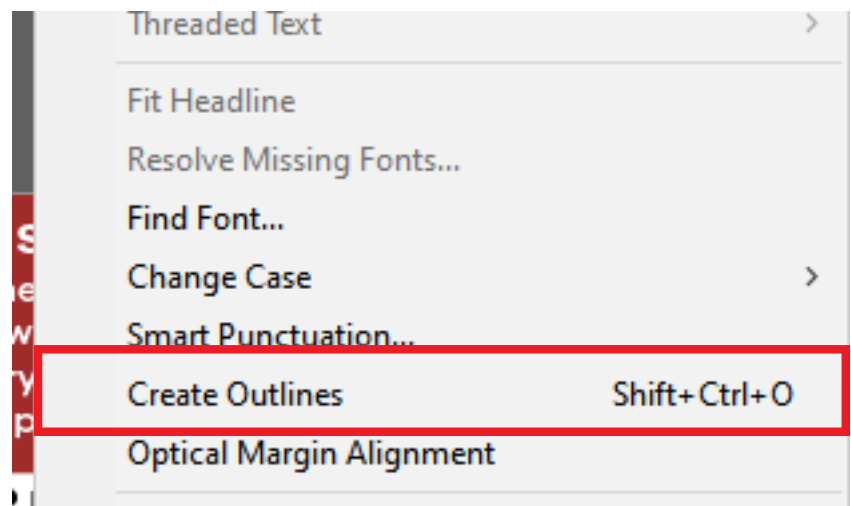 Threaded Text >
Fit Headline
Resolve Missing Fonts...
Find Font...
Change Case >
Smart Punctuation...
Create Outlines Shift+Ctrl+O
Optical Margin Alignment